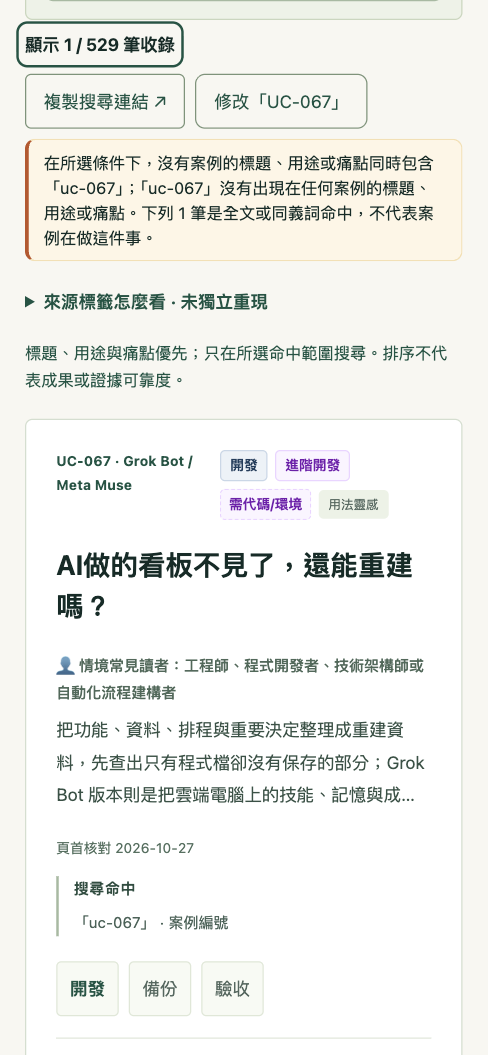 顯示 1 / 529 筆收錄
複製搜尋連結 ↗
修改「UC-067」
在所選條件下，沒有案例的標題、用途或痛點同時包含
「uc-067」；「uc-067」沒有出現在任何案例的標題、
用途或痛點。下列 1 筆是全文或同義詞命中，不代表案
例在做這件事。
▶ 來源標籤怎麼看 · 未獨立重現
標題、用途與痛點優先；只在所選命中範圍搜尋。排序不代
表成果或證據可靠度。
UC-067 · Grok Bot /
Meta Muse
開發
進階開發
需代碼/環境
用法靈感
AI做的看板不見了，還能重建
嗎？
👤 情境常見讀者：工程師、程式開發者、技術架構師或
自動化流程建構者
把功能、資料、排程與重要決定整理成重建資
料，先查出只有程式檔卻沒有保存的部分；Grok
Bot 版本則是把雲端電腦上的技能、記憶與成...
頁首核對 2026-10-27
搜尋命中
「uc-067」 · 案例編號
開發
備份
驗收